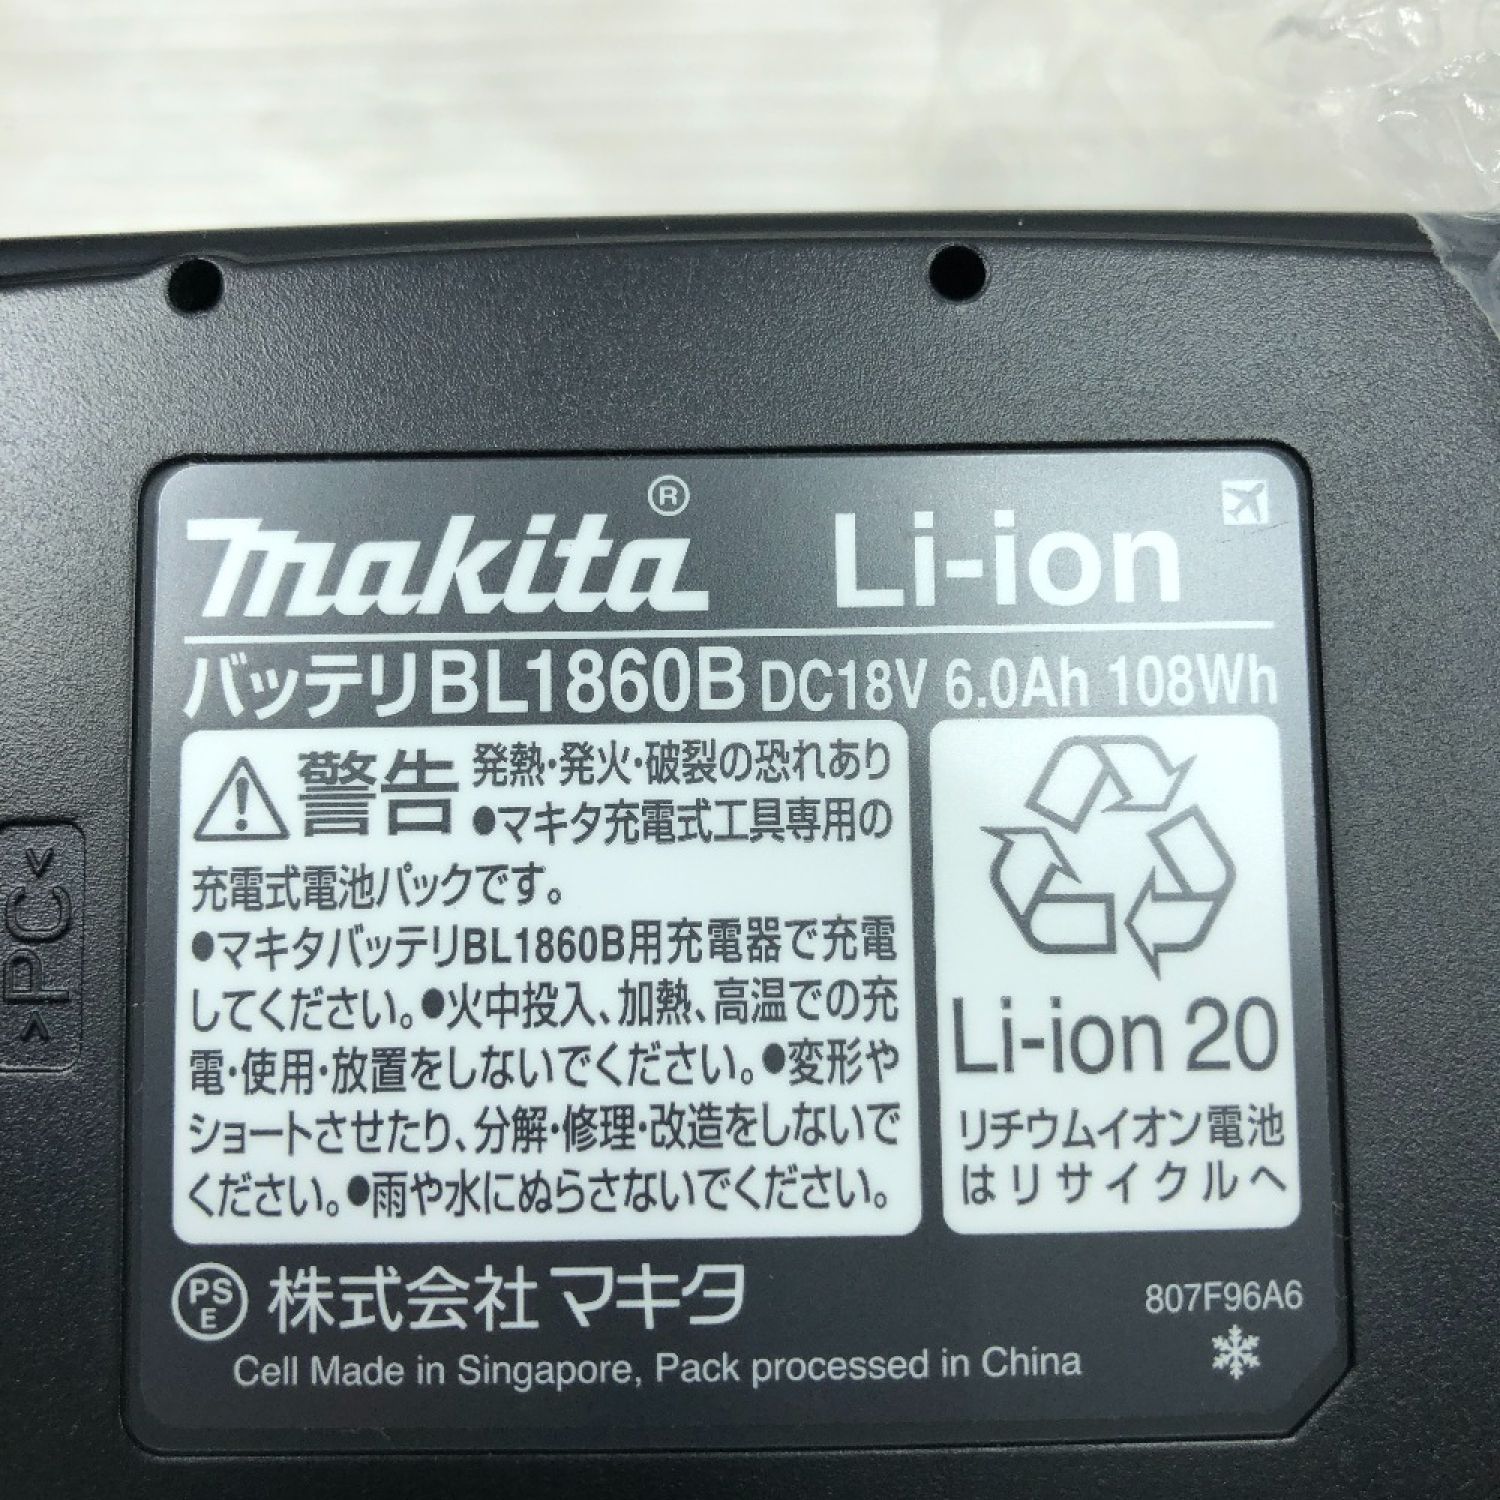 makita® Li-ion
バッテリBL1860B DC18V 6.0Ah 108Wh
警告 発熱・発火・破裂の恐れあり
●マキタ充電式工具専用の
充電式電池パックです。
●マキタバッテリBL1860B用充電器で充電
してください。●火中投入、加熱、高温での充
電・使用・放置をしないでください。●変形や
ショートさせたり、分解・修理・改造をしないで
ください。●雨や水にぬらさないでください。
Li-ion 20
リチウムイオン電池
はリサイクルへ
PS
E
株式会社マキタ
807F96A6
Cell Made in Singapore, Pack processed in China
>PC<